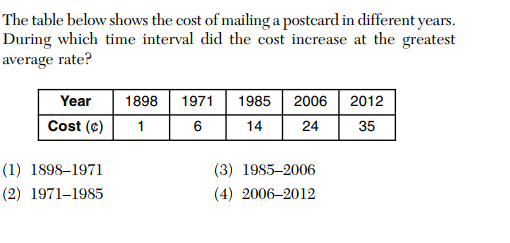 The table below shows the cost of mailing a postcard in different years.
During which time interval did the cost increase at the greatest
average rate?
Year 1898 1971 1985 2006 2012
Cost (¢) 1 6 14 24 35
(1) 1898–1971 (3) 1985–2006
(2) 1971–1985 (4) 2006–2012